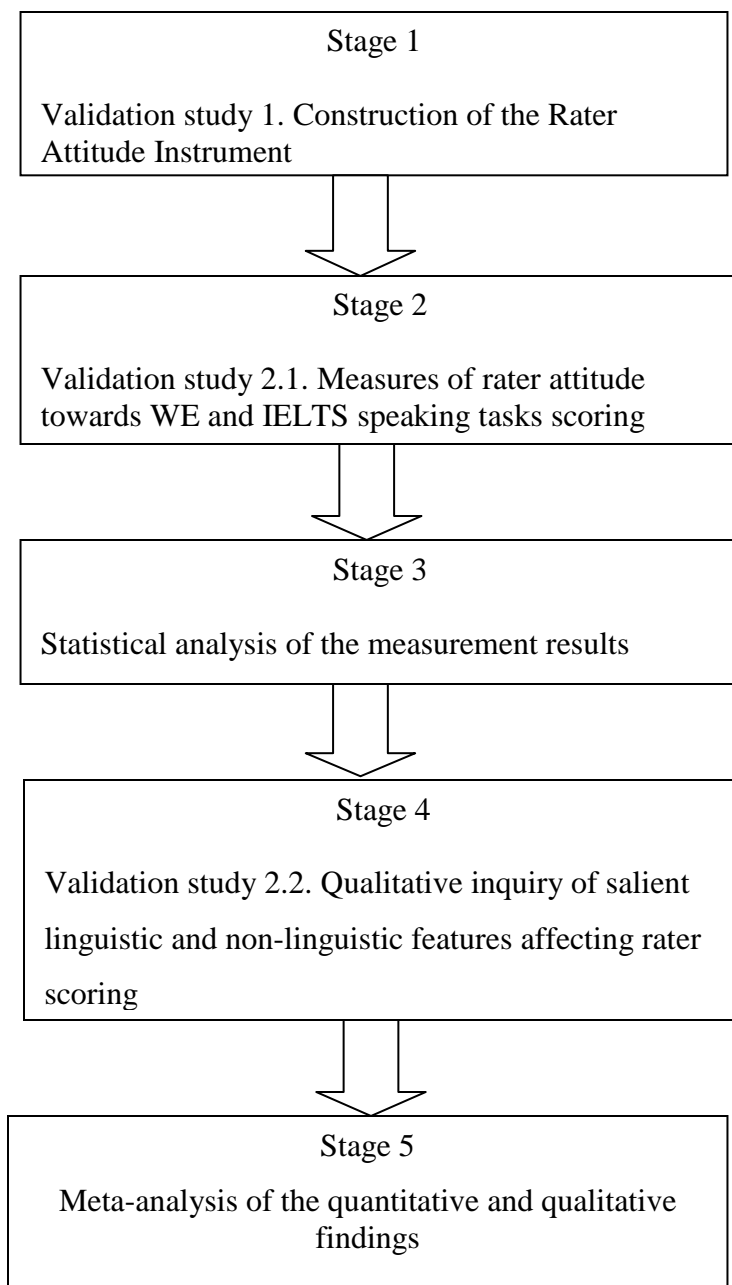 Stage 1
Validation study 1. Construction of the Rater
Attitude Instrument
Stage 2
Validation study 2.1. Measures of rater attitude
towards WE and IELTS speaking tasks scoring
Stage 3
Statistical analysis of the measurement results
Stage 4
Validation study 2.2. Qualitative inquiry of salient
linguistic and non-linguistic features affecting rater
scoring
Stage 5
Meta-analysis of the quantitative and qualitative
findings